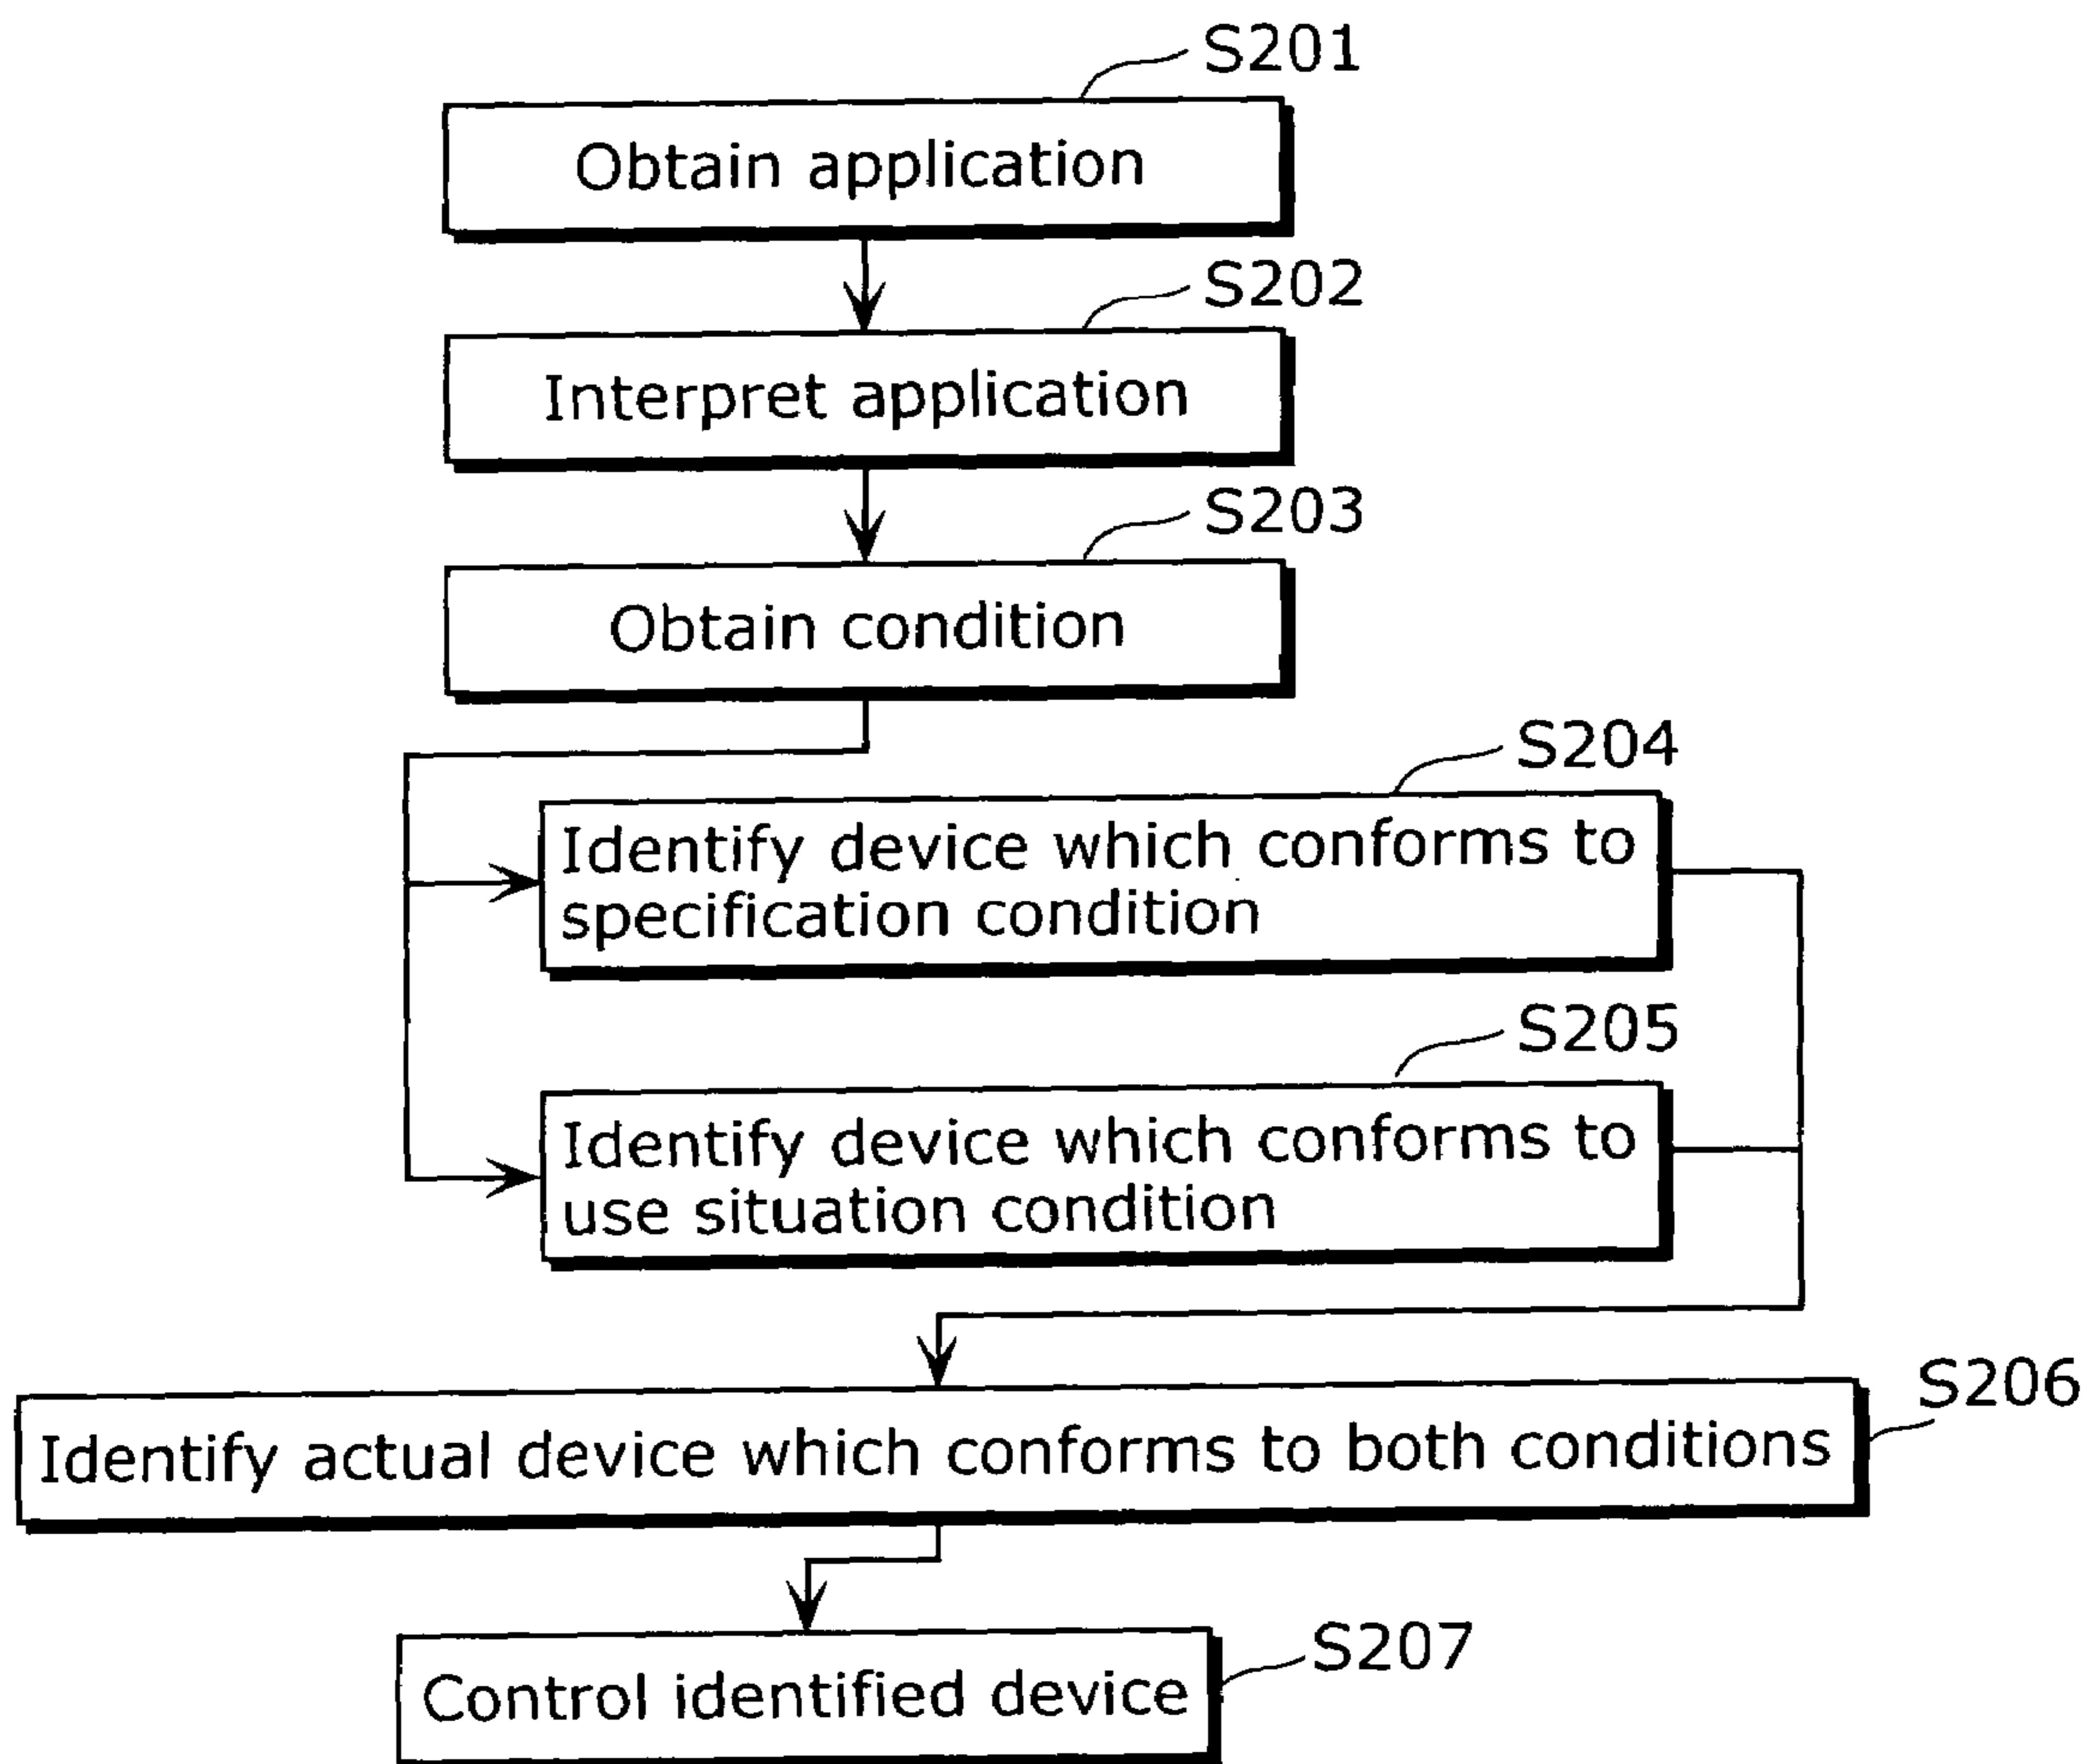 S201
Obtain application
S202
Interpret application
S203
Obtain condition
S204
Identify device which conforms to
specification condition
S205
Identify device which conforms to
use situation condition
S206
Identify actual device which conforms to both conditions
S207
Control identified device